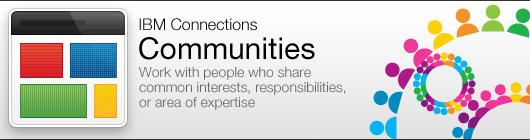 IBM Connections
Communities
Work with people who share
common interests, responsibilities,
or area of expertise